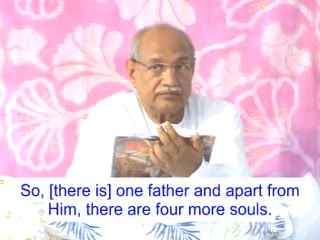 So, [there is] one father and apart from
Him, there are four more souls.